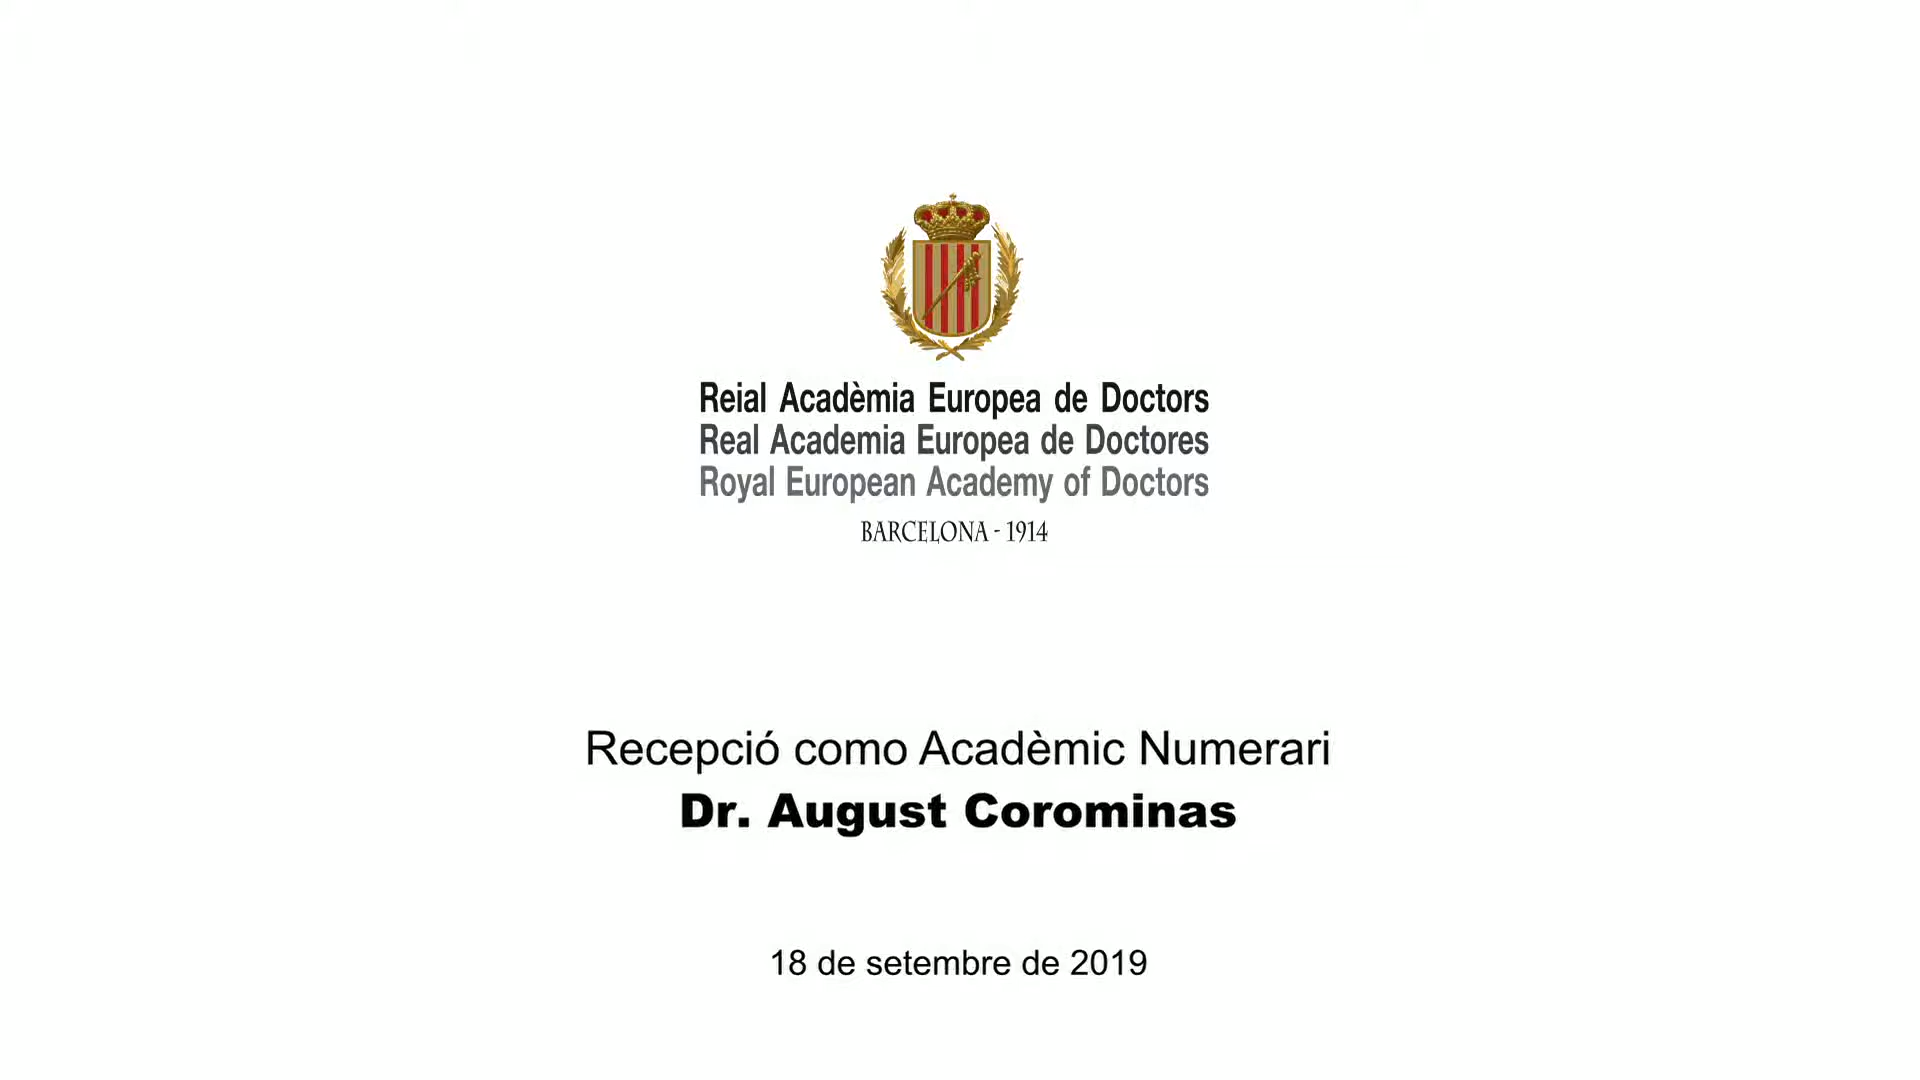 Reial Acadèmia Europea de Doctors
Real Academia Europea de Doctores
Royal European Academy of Doctors
BARCELONA - 1914
Recepció como Acadèmic Numerari
Dr. August Corominas
18 de setembre de 2019